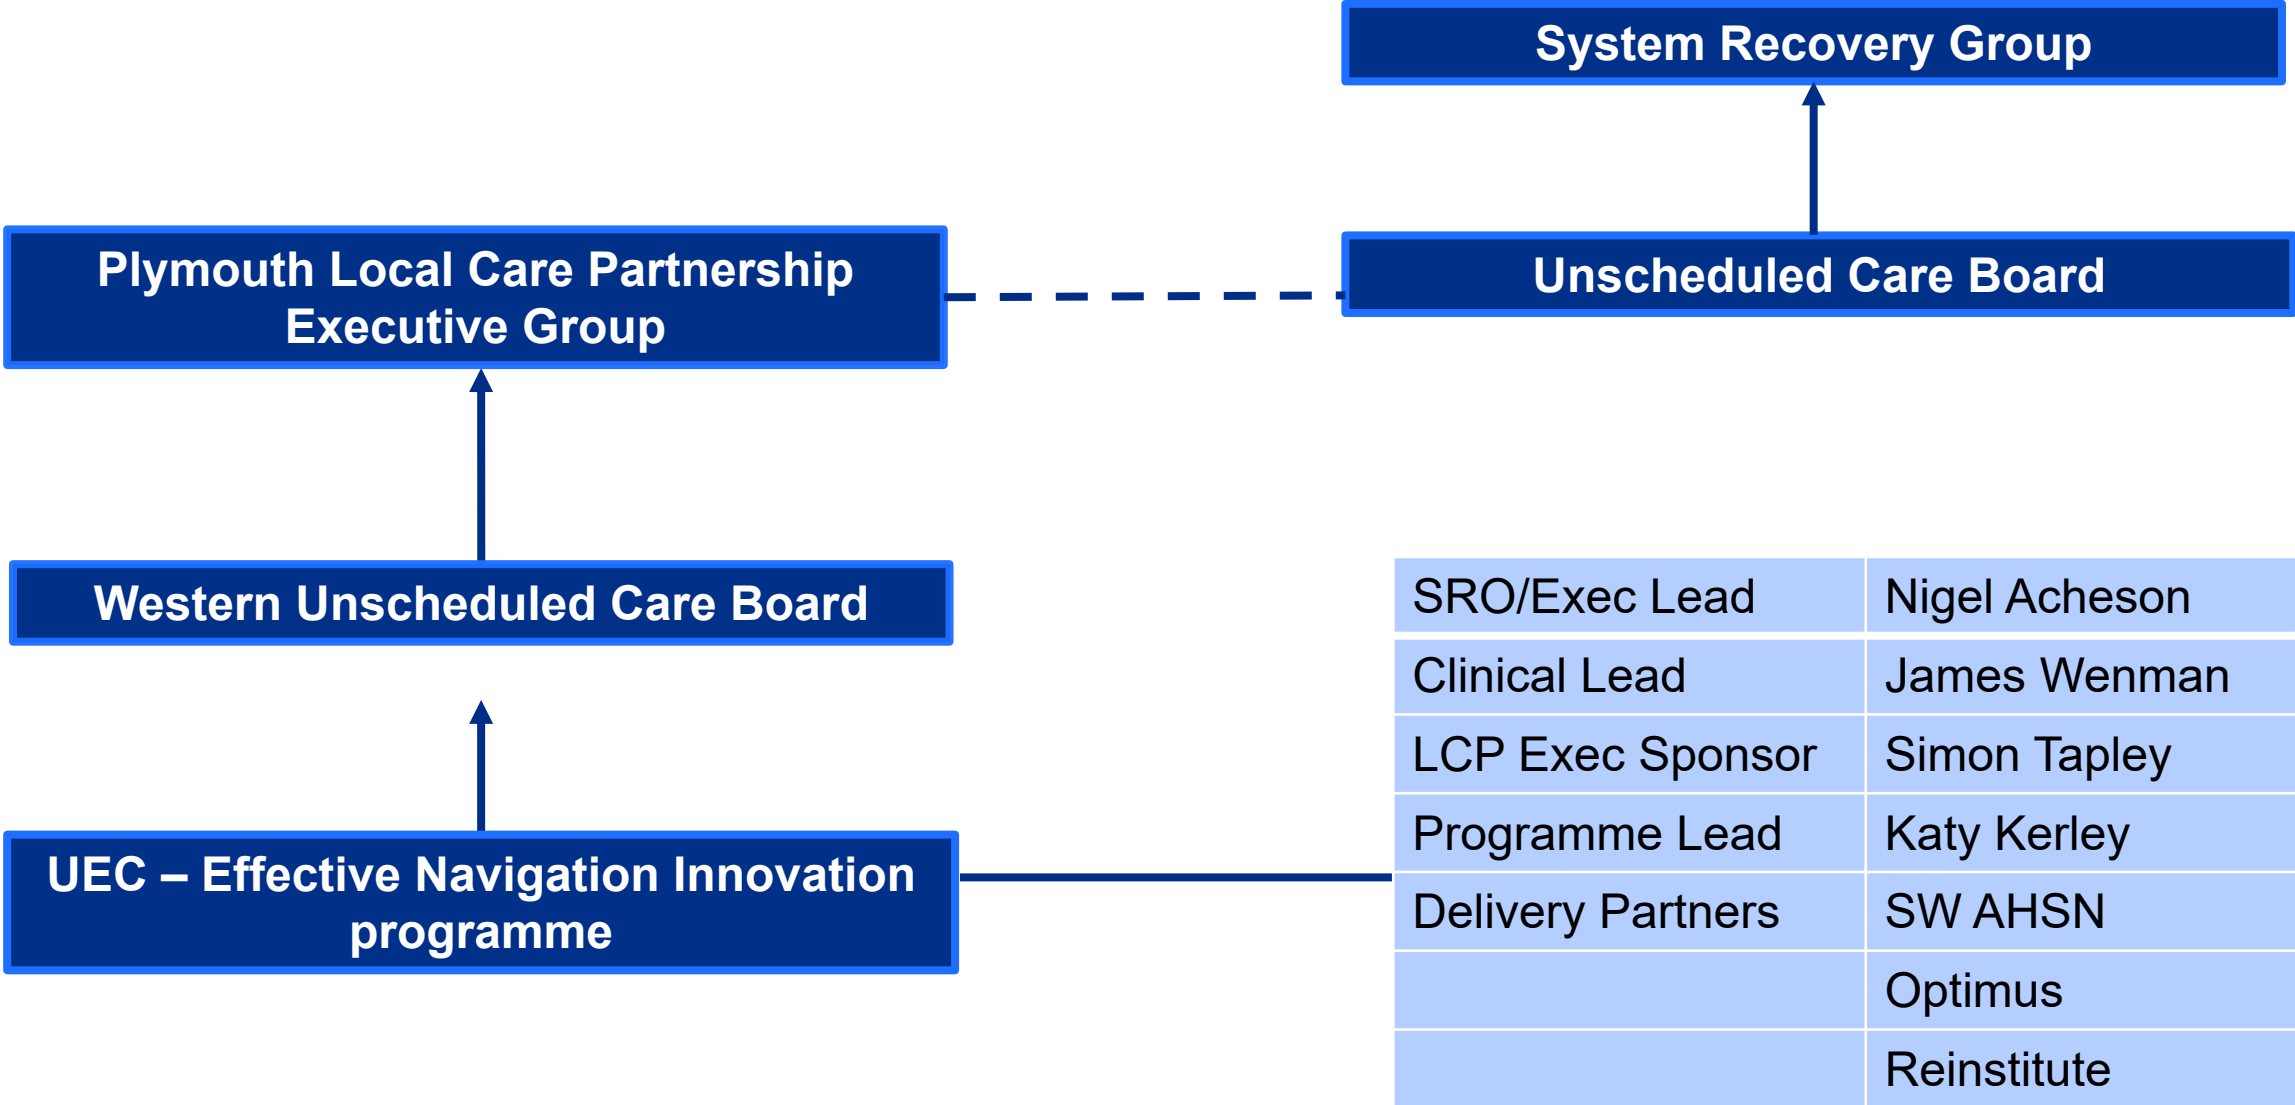 System Recovery Group
Plymouth Local Care Partnership
Executive Group
Unscheduled Care Board
Western Unscheduled Care Board
UEC – Effective Navigation Innovation
programme
SRO/Exec Lead Nigel Acheson
Clinical Lead James Wenman
LCP Exec Sponsor Simon Tapley
Programme Lead Katy Kerley
Delivery Partners SW AHSN
Optimus
Reinstitute